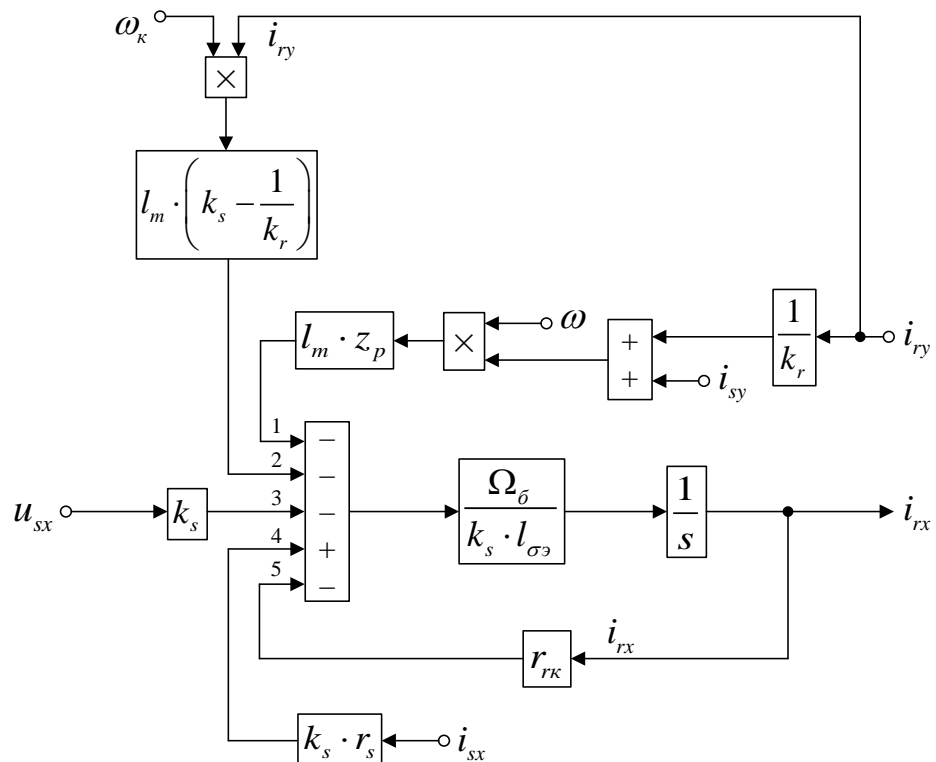 ω_к
i_ry
×
l_m · (k_s − 1/k_r)
l_m · z_p
×
ω
+
+
i_sy
1/k_r
i_ry
1
−
2
−
u_sx
k_s
3
−
4
+
5
−
Ω_б / (k_s · l_σэ)
1/s
i_rx
r_rк
i_rx
k_s · r_s
i_sx